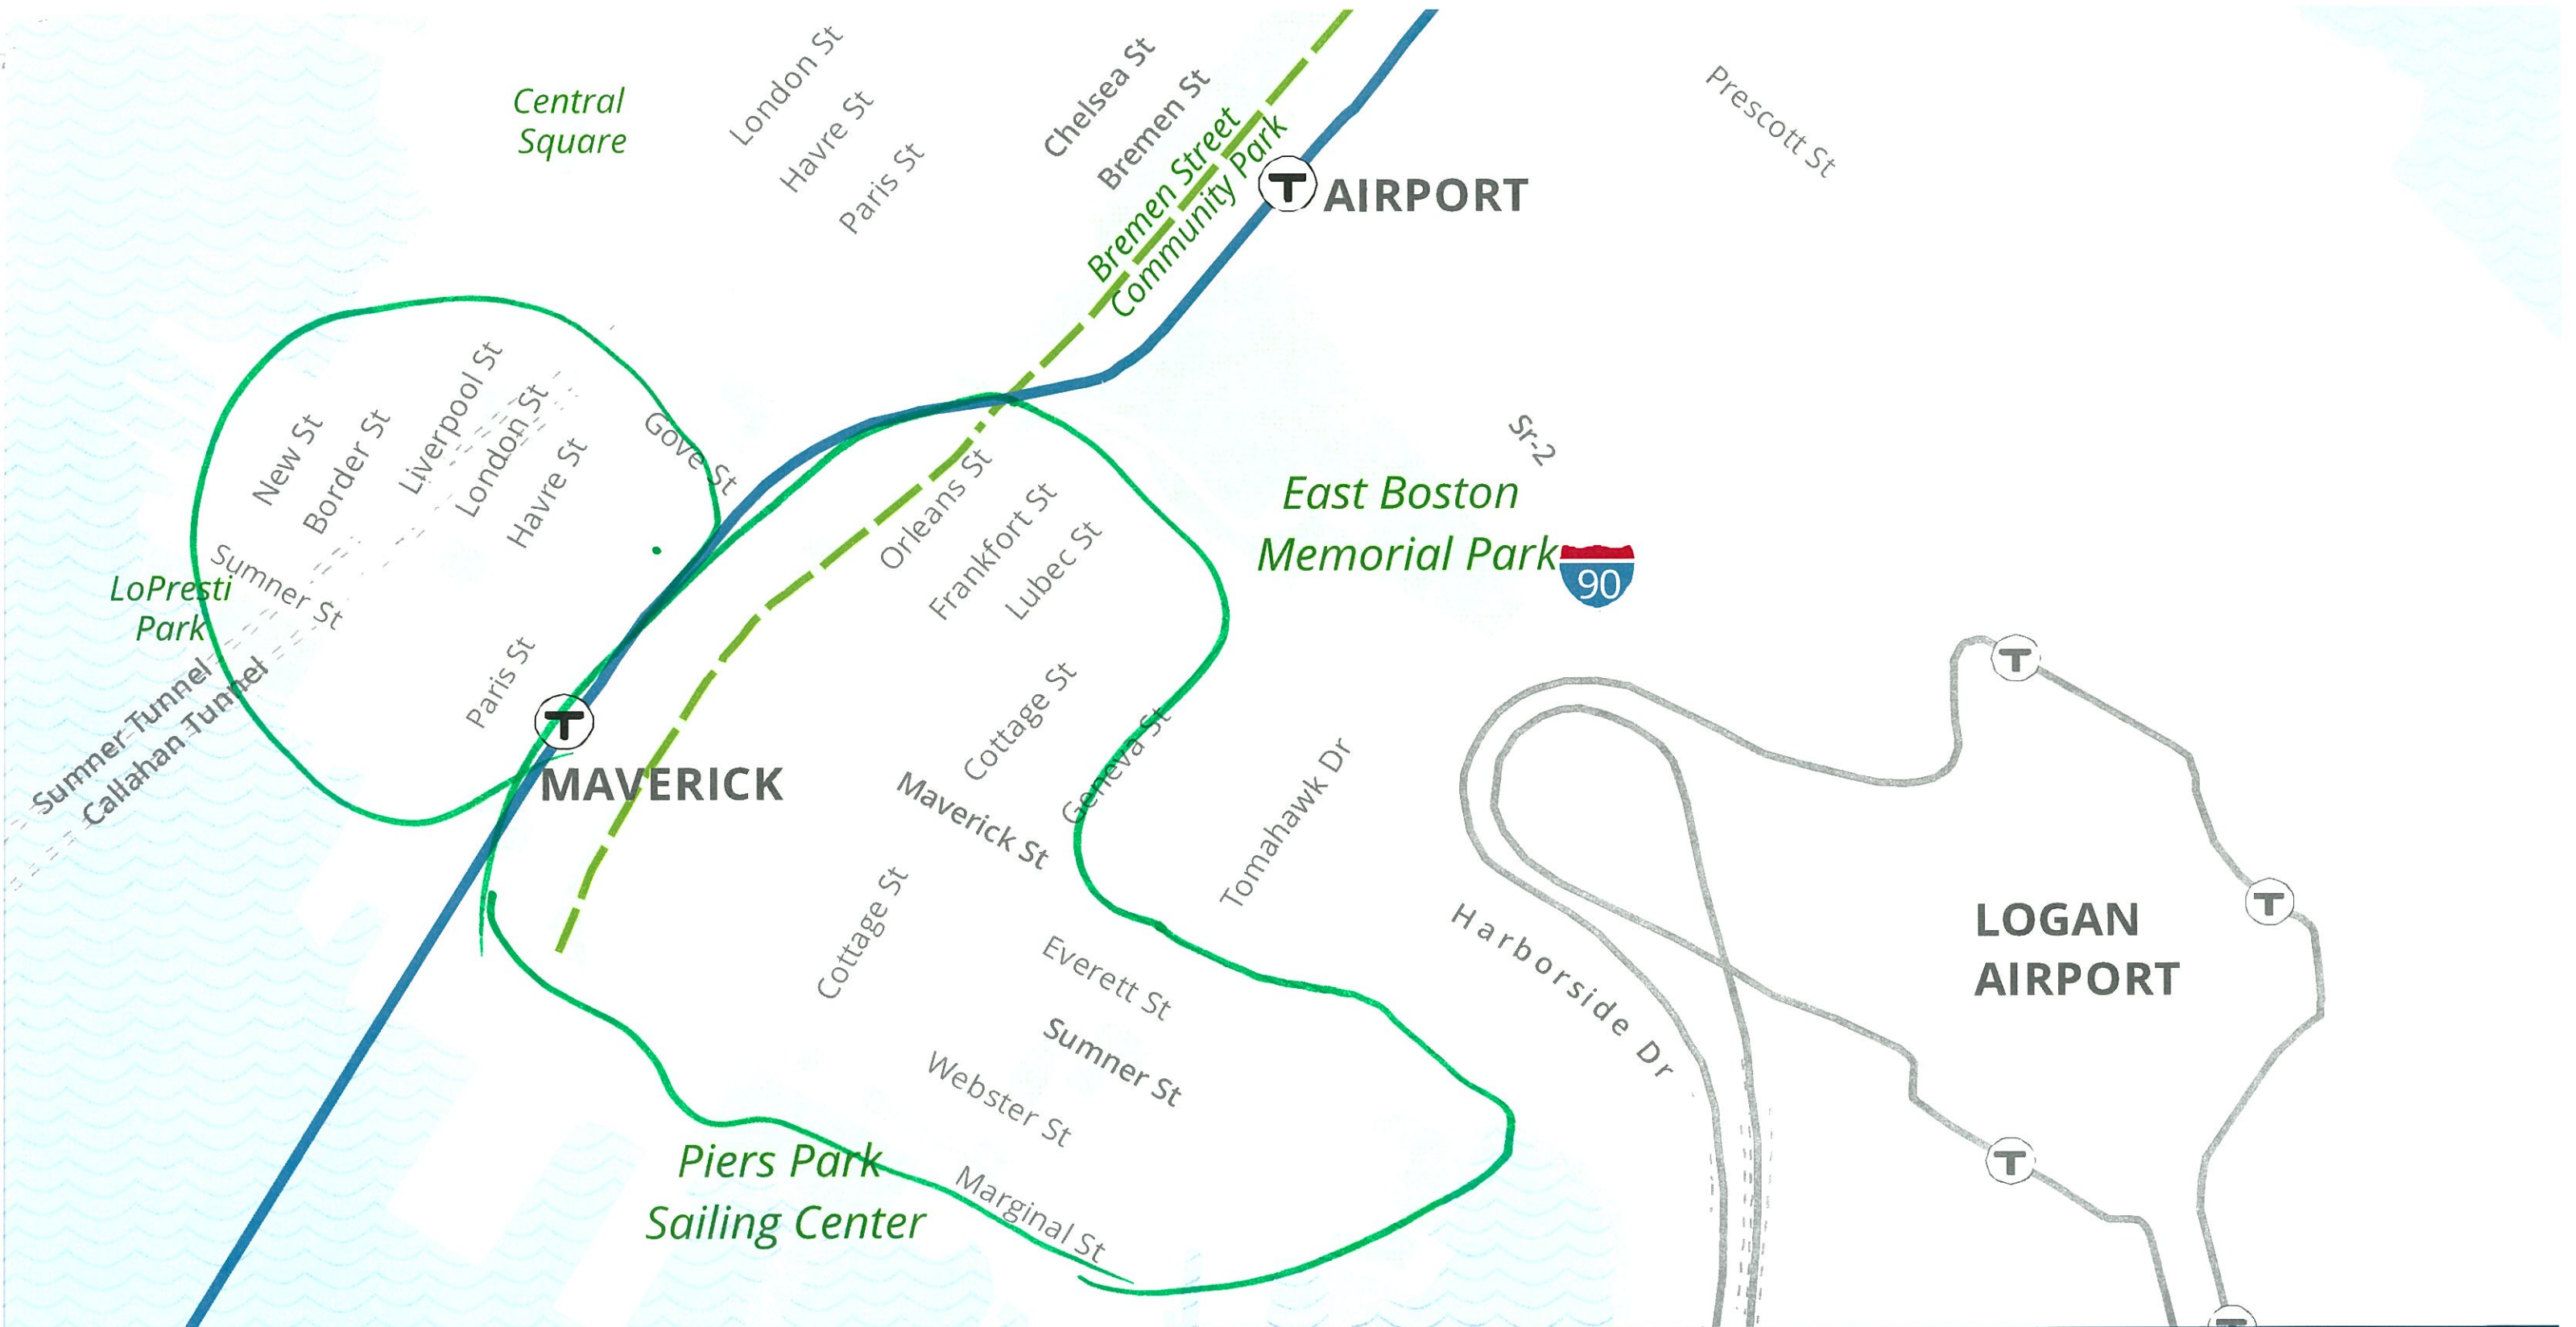 London St
Chelsea St
Central
Square
Havre St
Bremen St
Prescott St
Paris St
Bremen Street
Community Park
T
AIRPORT
Liverpool St
New St
Border St
London St
Havre St
Gove St
Orleans St
Frankfort St
Lubec St
Sr-2
East Boston
Memorial Park
90
Sumner St
LoPresti
Park
Paris St
Sumner Tunnel
Callahan Tunnel
T
MAVERICK
Cottage St
Geneva St
Maverick St
Tomahawk Dr
T
T
Cottage St
Harborside Dr
LOGAN
AIRPORT
Everett St
Sumner St
Webster St
Piers Park
Sailing Center
Marginal St
T
T